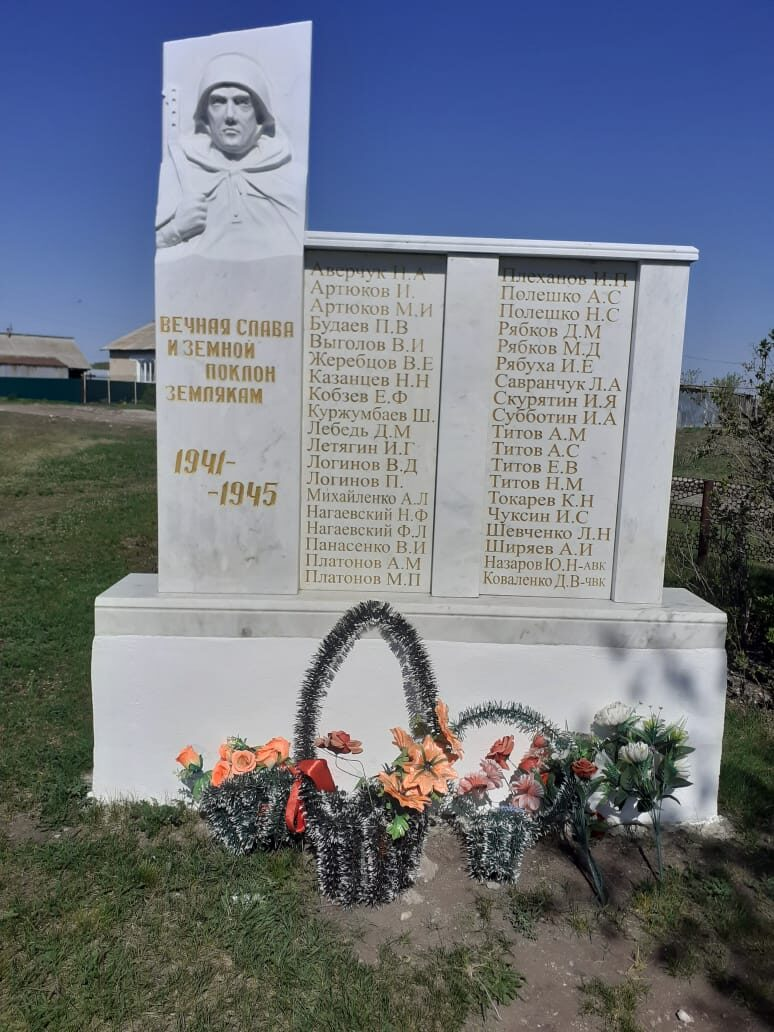 ВЕЧНАЯ СЛАВА
И ЗЕМНОЙ
ПОКЛОН
ЗЕМЛЯКАМ
1941-
-1945
Аверчук Н.А
Артюков И.
Артюков М.И
Будаев П.В
Выголов В.И
Жеребцов В.Е
Казанцев Н.Н
Кобзев Е.Ф
Куржумбаев Ш.
Лебедь Д.М
Летягин И.Г
Логинов В.Д
Логинов П.
Михайленко А.Л
Нагаевский Н.Ф
Нагаевский Ф.Л
Панасенко В.И
Платонов А.М
Платонов М.П
Плеханов И.П
Полешко А.С
Полешко Н.С
Рябков Д.М
Рябков М.Д
Рябуха И.Е
Савранчук Л.А
Скурятин И.Я
Субботин И.А
Титов А.М
Титов А.С
Титов Е.В
Титов Н.М
Токарев К.Н
Чуксин И.С
Шевченко Л.Н
Ширяев А.И
Назаров Ю.Н-АВК
Коваленко Д.В-ЧВК